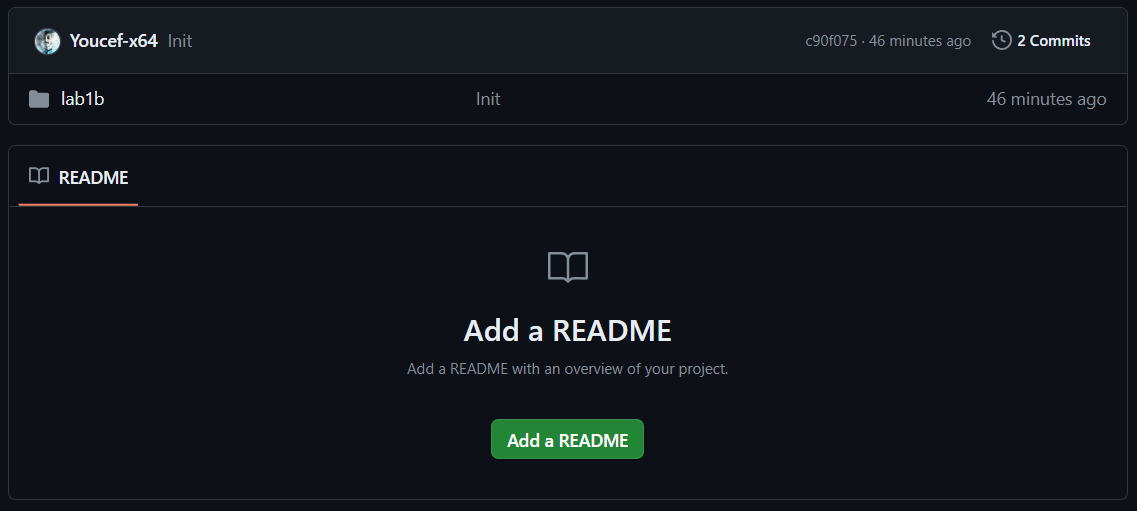 Youcef-x64 Init c90f075 · 46 minutes ago 2 Commits
lab1b Init 46 minutes ago
README
Add a README
Add a README with an overview of your project.
Add a README